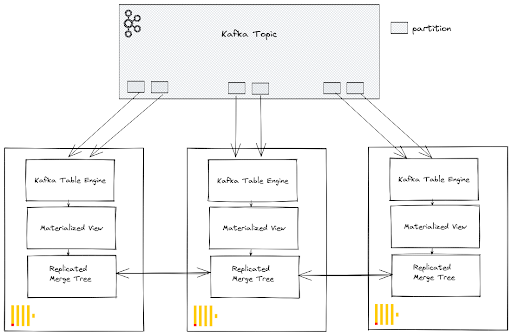 Kafka Topic
partition
Kafka Table Engine
Materialized View
Replicated
Merge Tree
Kafka Table Engine
Materialized View
Replicated
Merge Tree
Kafka Table Engine
Materialized View
Replicated
Merge Tree